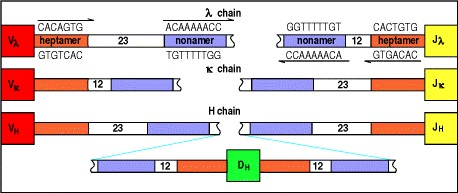 λ chain
CACAGTG ACAAAAACC GGTTTTTGT CACTGTG
Vλ heptamer 23 nonamer nonamer 12 heptamer Jλ
GTGTCAC TGTTTTTGG CCAAAAACA GTGACAC
κ chain
Vκ 12 23 Jκ
H chain
VH 23 23 JH
12 DH 12